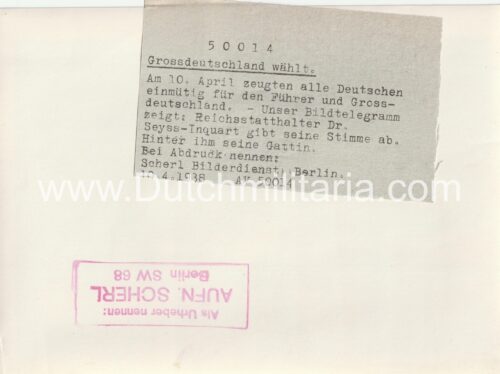 50014
Grossdeutschland wählt.
Am 10. April zeugten alle Deutschen
einmütig für den Führer und Gross-
deutschland. - Unser Bildtelegramm
zeigt: Reichsstatthalter Dr.
Seyss-Inquart gibt seine Stimme ab.
Hinter ihm seine Gattin.
Bei Abdruck nennen:
Scherl Bilderdienst, Berlin.
10.4.1938 50014
www.Dutchmilitaria.com
Als Urheber nennen:
AUFN. SCHERL
Berlin SW 68